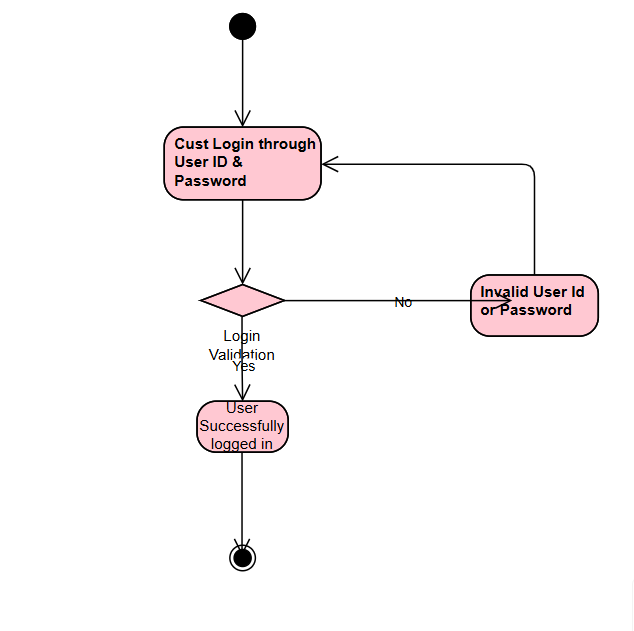 Cust Login through
User ID &
Password
Invalid User Id
or Password
No
Login
Validation
Yes
User
Successfully
logged in